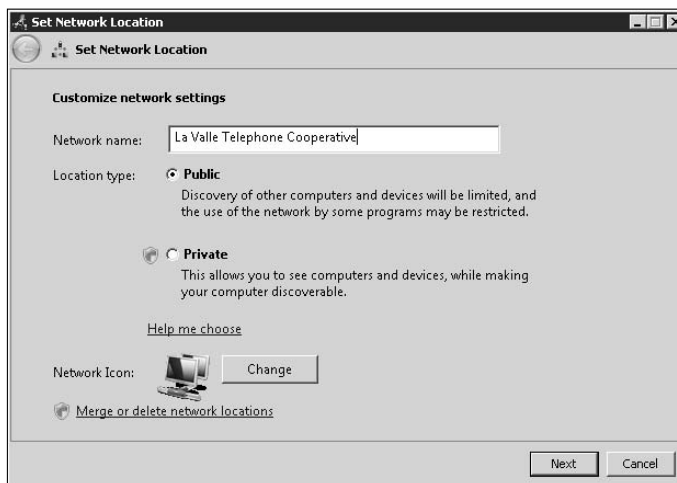 Set Network Location
Set Network Location
Customize network settings
Network name:
La Valle Telephone Cooperative
Location type:
Public
Discovery of other computers and devices will be limited, and
the use of the network by some programs may be restricted.
Private
This allows you to see computers and devices, while making
your computer discoverable.
Help me choose
Network Icon:
Change
Merge or delete network locations
Next
Cancel